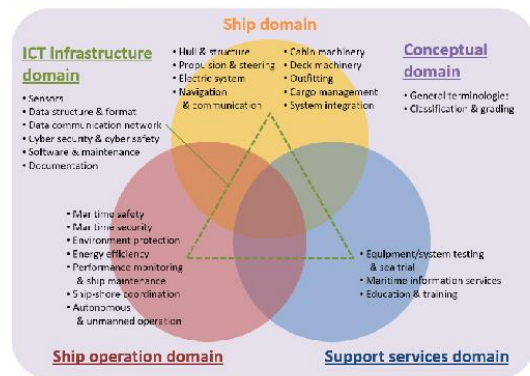 Ship domain
ICT Infrastructure
domain
• Sensors
• Data structure & format
• Data communication network
• Cyber security & cyber safety
• Software & maintenance
• Documentation
• Hull & structure
• Propulsion & steering
• Electric system
• Navigation
& communication
• Cabin machinery
• Deck machinery
• Outfitting
• Cargo management
• System integration
Conceptual
domain
• General terminologies
• Classification & grading
• Maritime safety
• Maritime security
• Environment protection
• Energy efficiency
• Performance monitoring
& ship maintenance
• Ship-shore coordination
• Autonomous
& unmanned operation
• Equipment/system testing
& sea trial
• Maritime information services
• Education & training
Ship operation domain
Support services domain